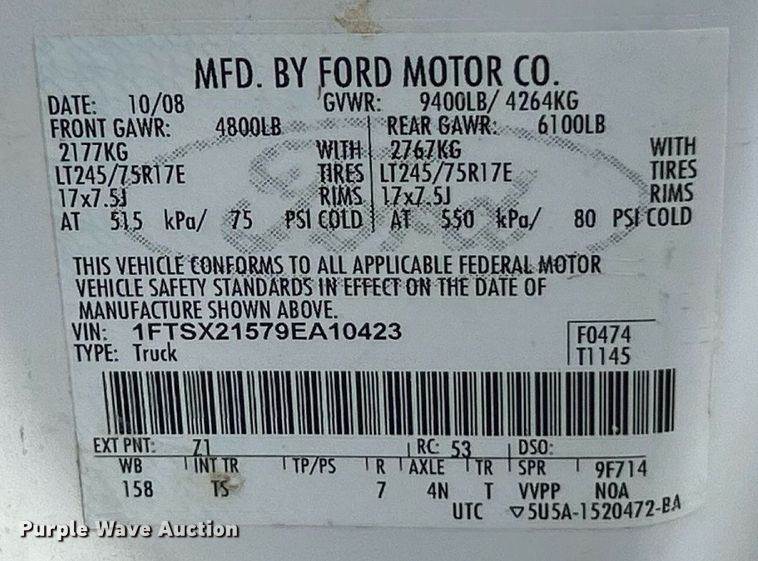 MFD. BY FORD MOTOR CO.
DATE: 10/08 GVWR: 9400LB/ 4264KG
FRONT GAWR: 4800LB REAR GAWR: 6100LB
2177KG WITH 2767KG WITH
LT245/75R17E TIRES LT245/75R17E TIRES
17x7.5J RIMS 17x7.5J RIMS
AT 515 kPa/ 75 PSI COLD AT 550 kPa/ 80 PSI COLD
THIS VEHICLE CONFORMS TO ALL APPLICABLE FEDERAL MOTOR
VEHICLE SAFETY STANDARDS IN EFFECT ON THE DATE OF
MANUFACTURE SHOWN ABOVE.
VIN: 1FTSX21579EA10423 F0474
TYPE: Truck T1145
EXT PNT: Z1 RC: 53 DSO:
WB INT TR TP/PS R AXLE TR SPR 9F714
158 TS 7 4N T VVPP NOA
UTC ▽5U5A-1520472-BA
Purple Wave Auction